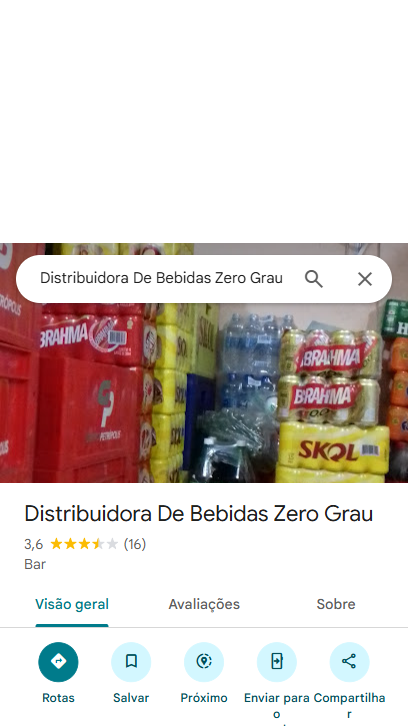 Distribuidora De Bebidas Zero Grau
BRAHMA
PETRÓPOLIS
BRAHMA
BRAHMA
SKOL
Distribuidora De Bebidas Zero Grau
3,6 (16)
Bar
Visão geral Avaliações Sobre
Rotas Salvar Próximo Enviar para o Compartilhar